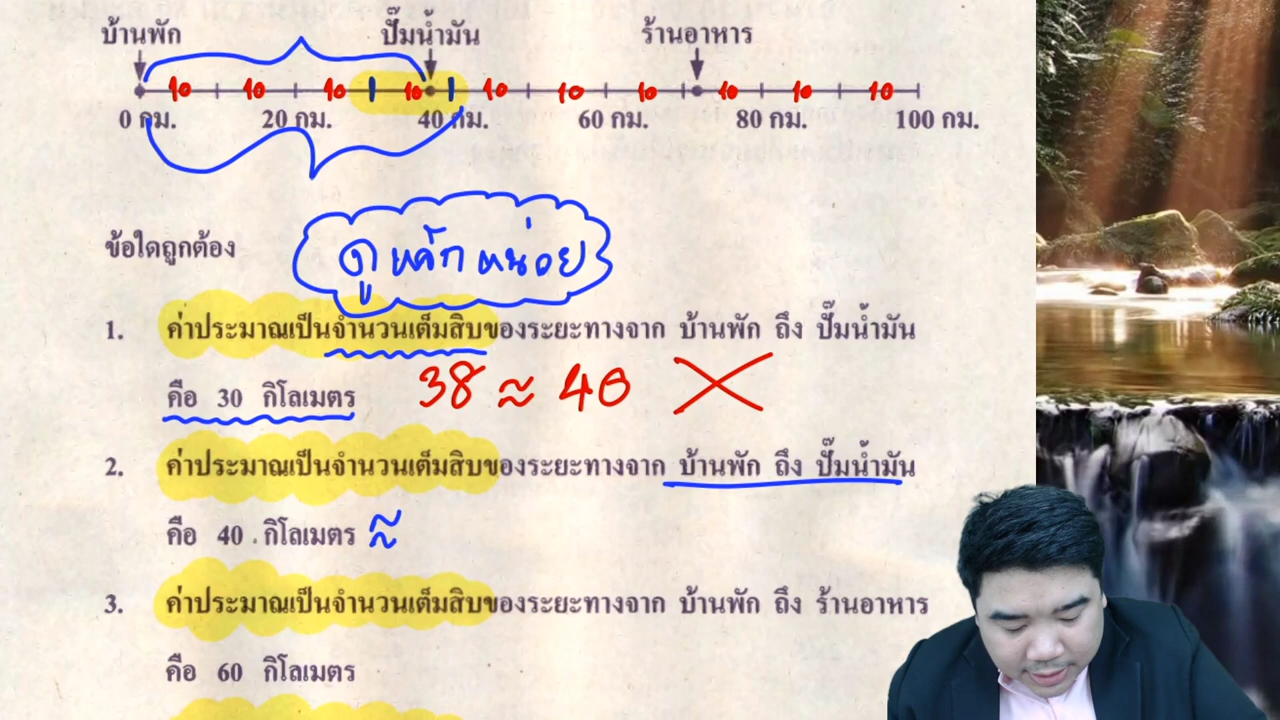 บ้านพัก ปั๊มน้ำมัน ร้านอาหาร
10 10 10 10 10 10 10 10 10 10
0 กม. 20 กม. 40 กม. 60 กม. 80 กม. 100 กม.
ข้อใดถูกต้อง
ดูหลักหน่วย
1. ค่าประมาณเป็นจำนวนเต็มสิบของระยะทางจาก บ้านพัก ถึง ปั๊มน้ำมัน
คือ 30 กิโลเมตร 38 ≈ 40
2. ค่าประมาณเป็นจำนวนเต็มสิบของระยะทางจาก บ้านพัก ถึง ปั๊มน้ำมัน
คือ 40 กิโลเมตร ≈
3. ค่าประมาณเป็นจำนวนเต็มสิบของระยะทางจาก บ้านพัก ถึง ร้านอาหาร
คือ 60 กิโลเมตร